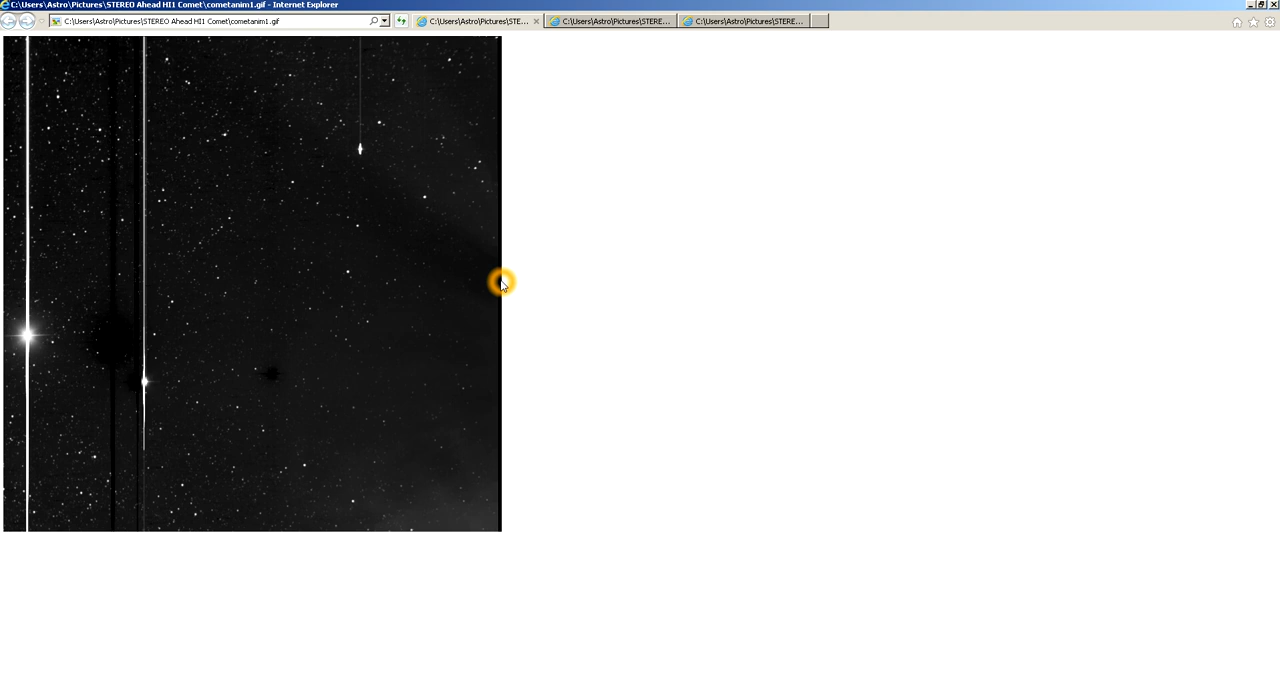 C:\Users\Astro\Pictures\STEREO Ahead HI1 Comet\cometanim1.gif - Internet Explorer
C:\Users\Astro\Pictures\STEREO Ahead HI1 Comet\cometanim1.gif
C:\Users\Astro\Pictures\STE...
C:\Users\Astro\Pictures\STERE...
C:\Users\Astro\Pictures\STERE...